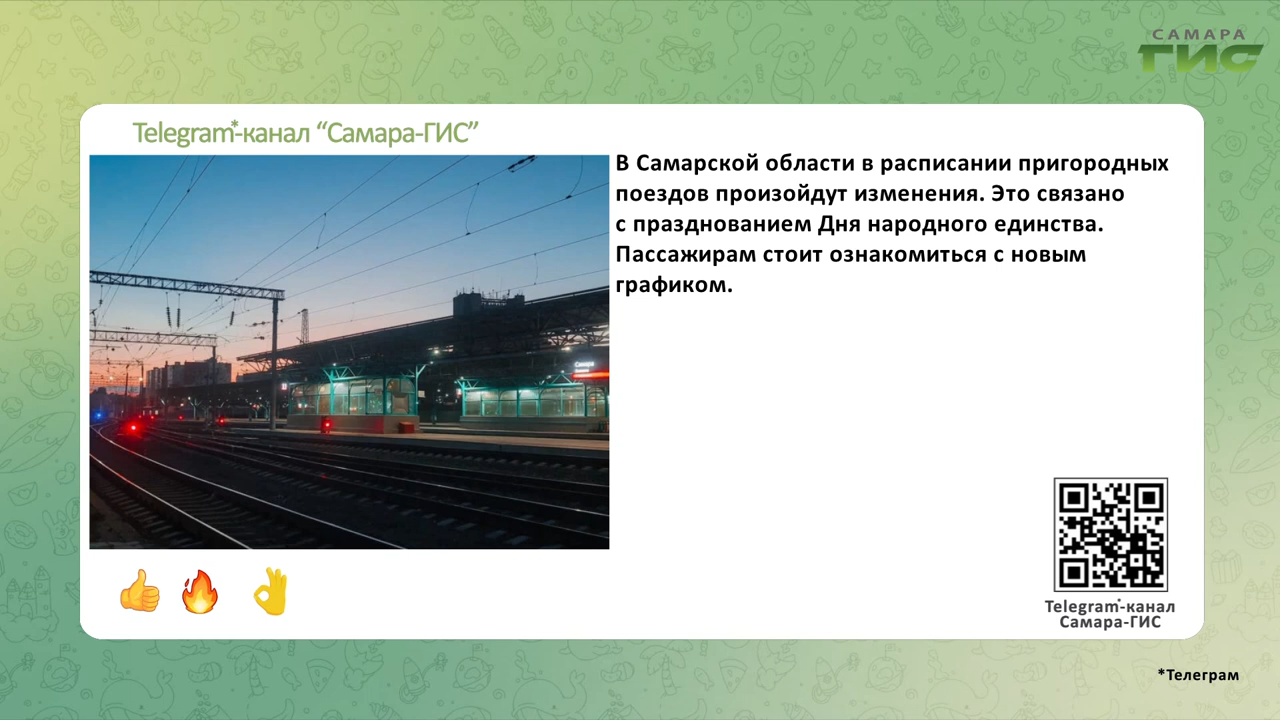 САМАРА
ГИС
Telegram*-канал “Самара-ГИС”
В Самарской области в расписании пригородных
поездов произойдут изменения. Это связано
с празднованием Дня народного единства.
Пассажирам стоит ознакомиться с новым
графиком.
Самара
Telegram*-канал
Самара-ГИС
*Телеграм